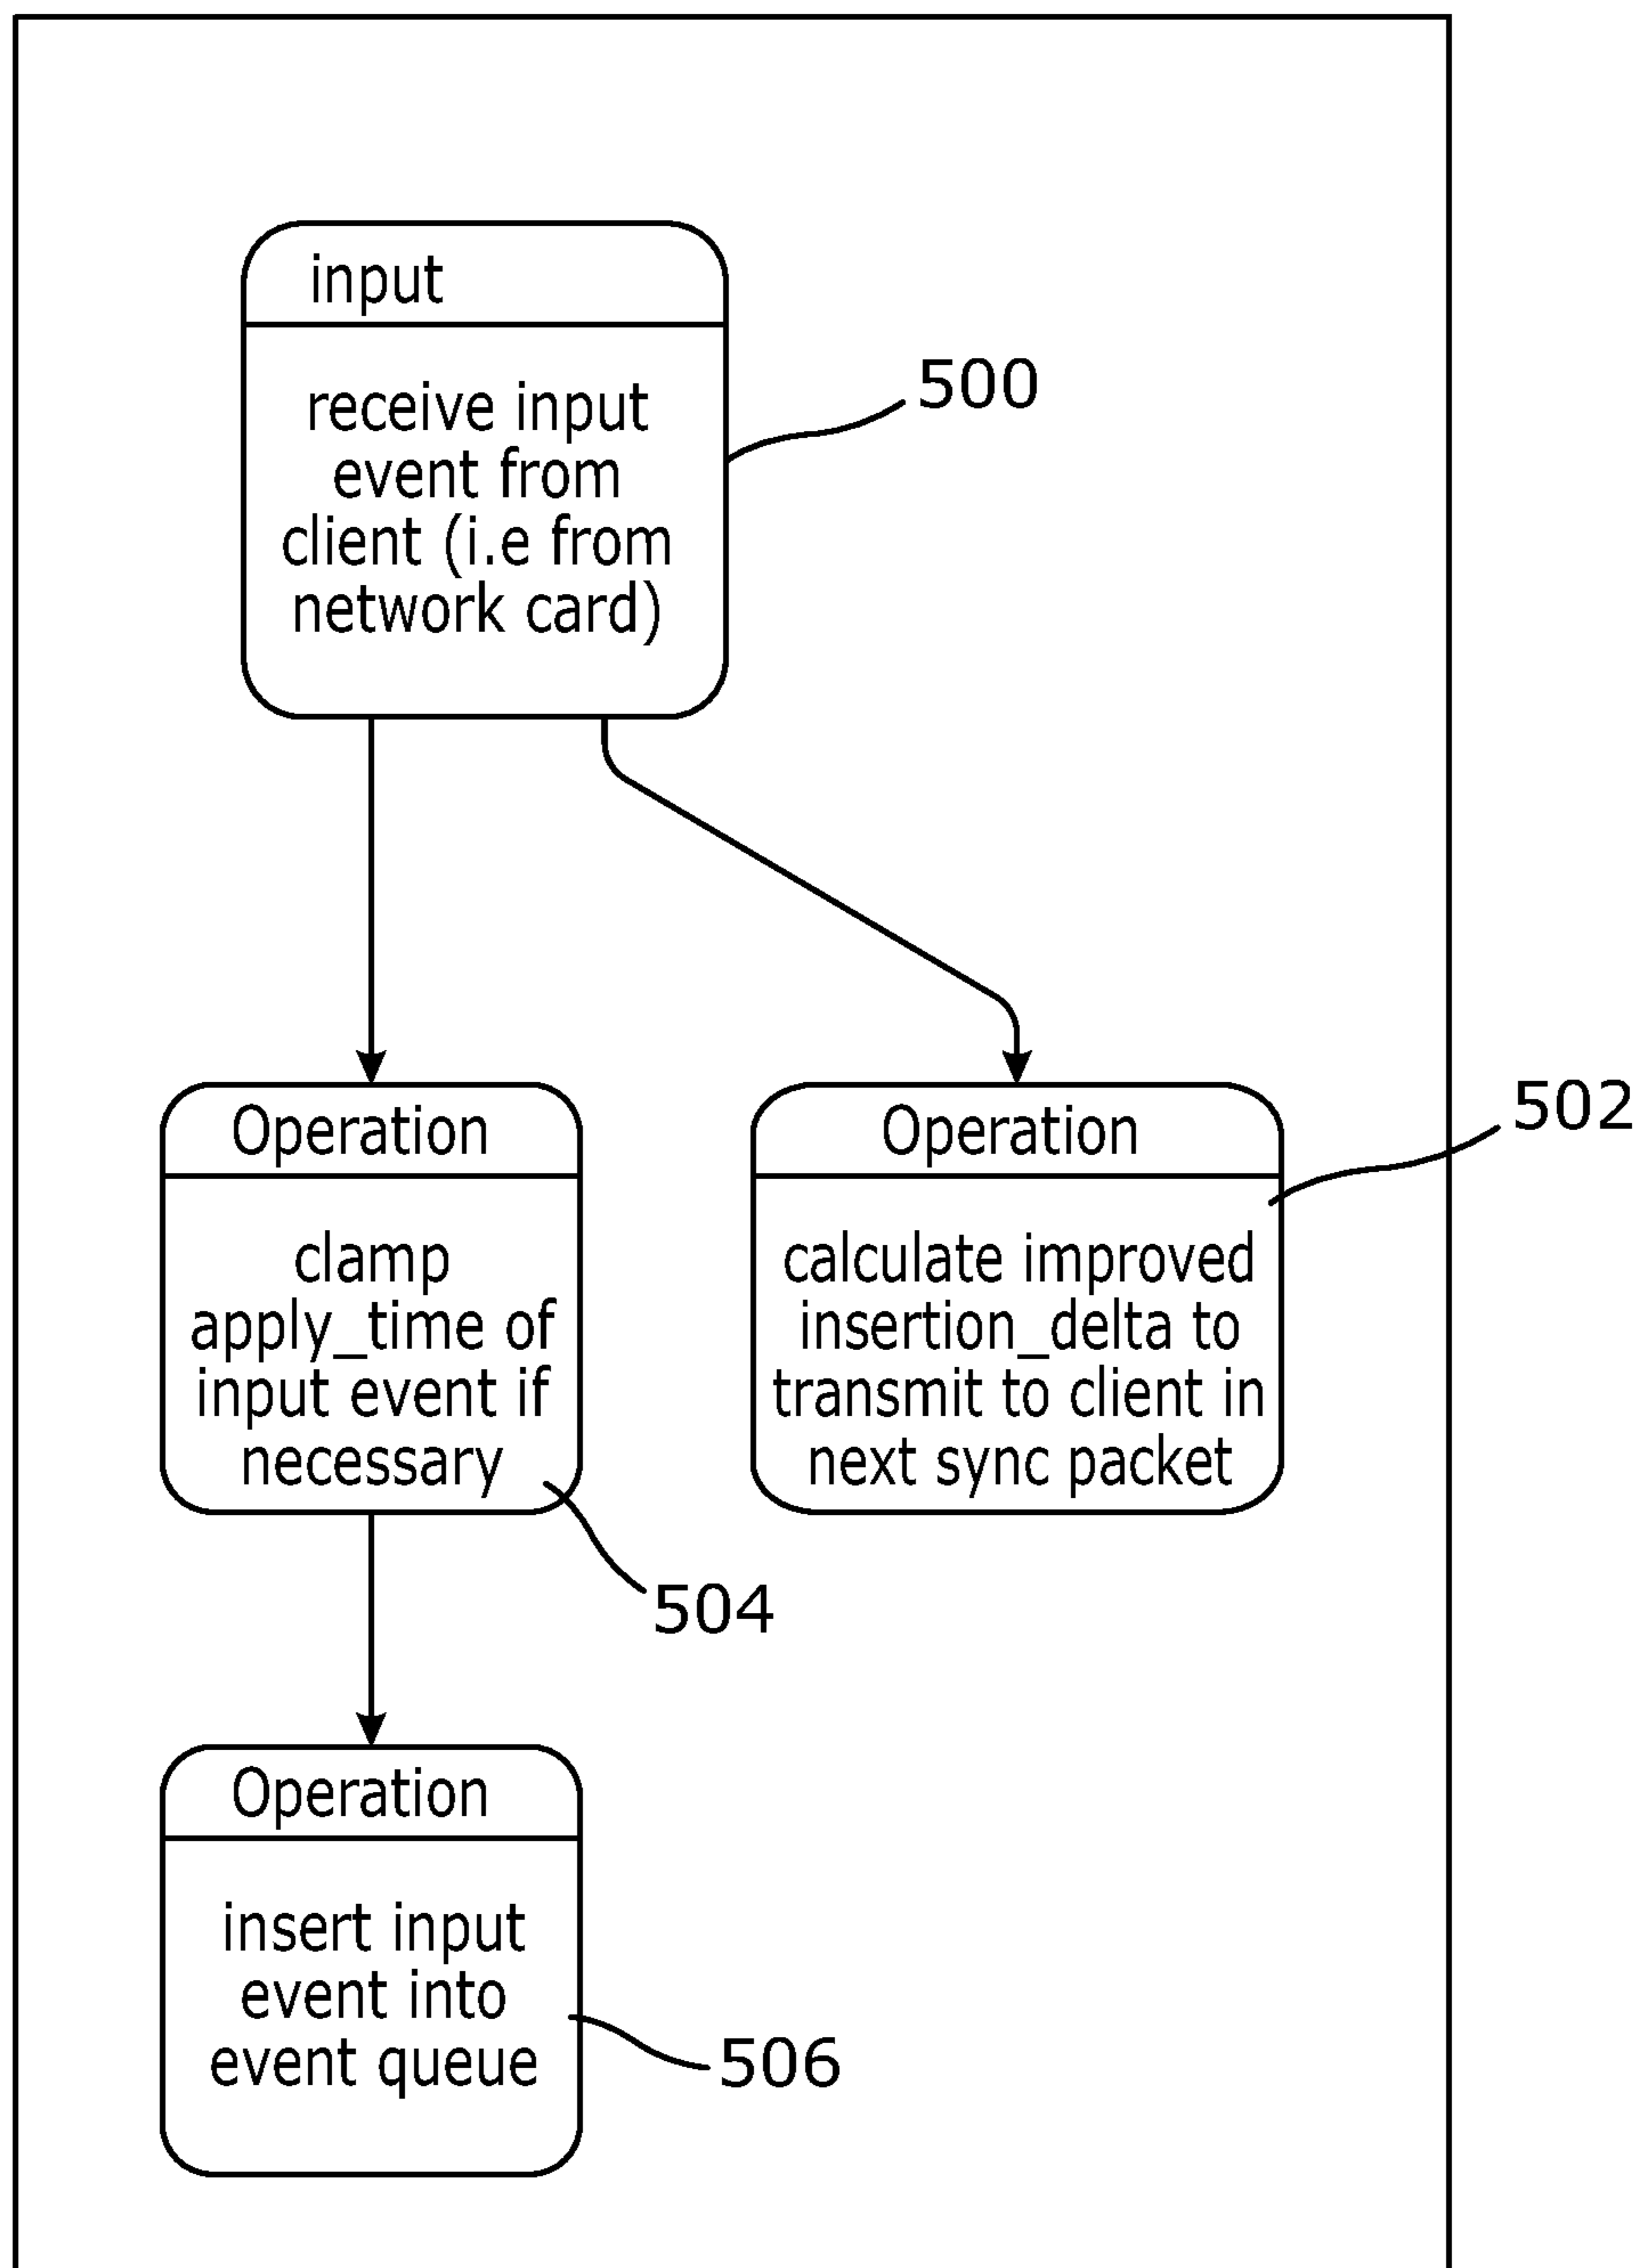 input
receive input
event from
client (i.e from
network card)
500
Operation
clamp
apply_time of
input event if
necessary
504
Operation
calculate improved
insertion_delta to
transmit to client in
next sync packet
502
Operation
insert input
event into
event queue
506